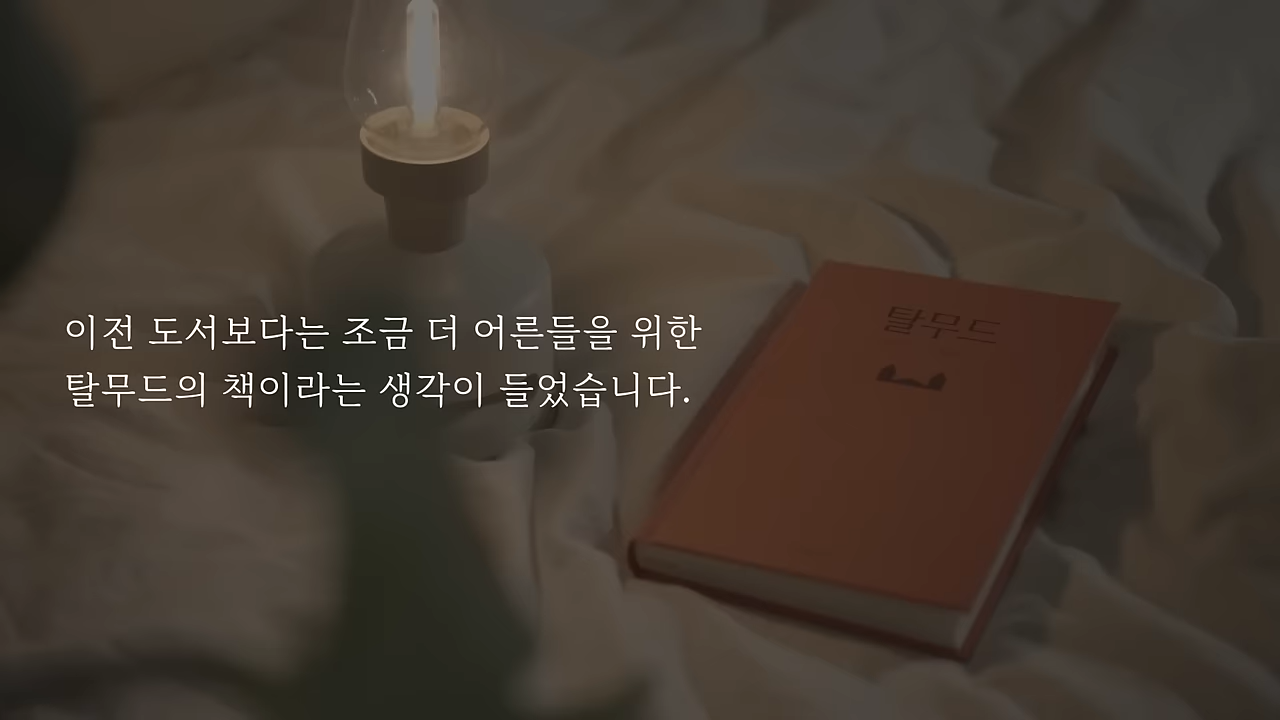 이전 도서보다는 조금 더 어른들을 위한
탈무드의 책이라는 생각이 들었습니다.
탈무드